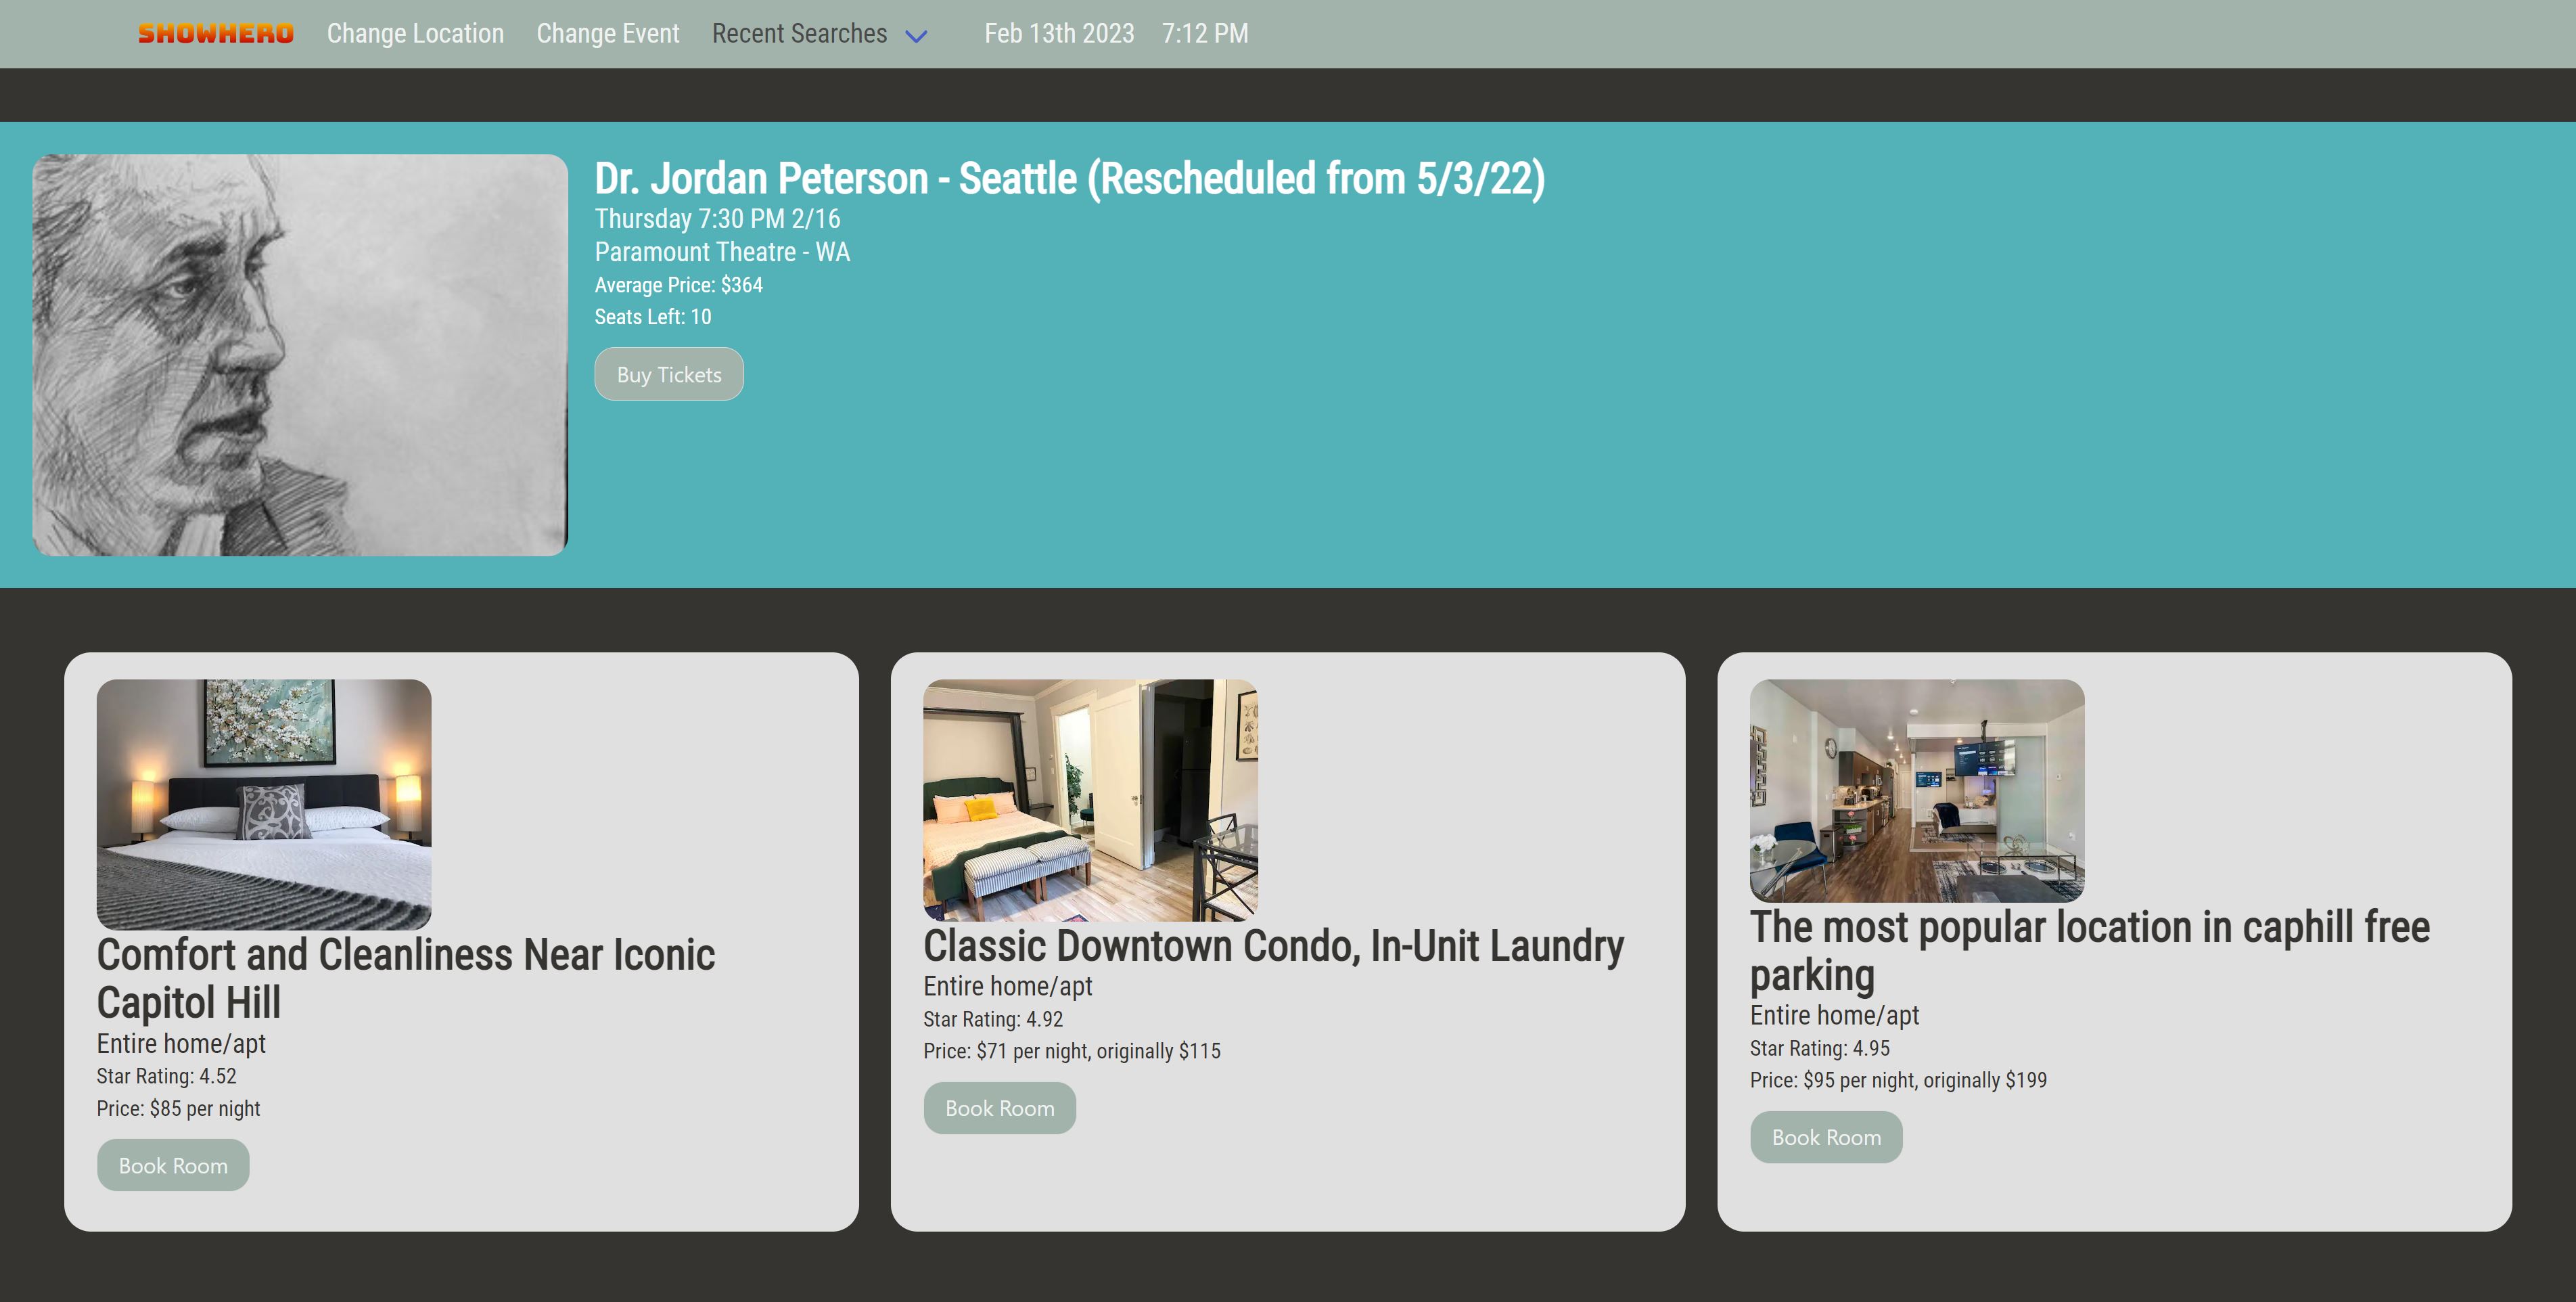 SHOWHERO Change Location Change Event Recent Searches Feb 13th 2023 7:12 PM
Dr. Jordan Peterson - Seattle (Rescheduled from 5/3/22)
Thursday 7:30 PM 2/16
Paramount Theatre - WA
Average Price: $364
Seats Left: 10
Buy Tickets
Comfort and Cleanliness Near Iconic
Capitol Hill
Entire home/apt
Star Rating: 4.52
Price: $85 per night
Book Room
Classic Downtown Condo, In-Unit Laundry
Entire home/apt
Star Rating: 4.92
Price: $71 per night, originally $115
Book Room
The most popular location in caphill free
parking
Entire home/apt
Star Rating: 4.95
Price: $95 per night, originally $199
Book Room